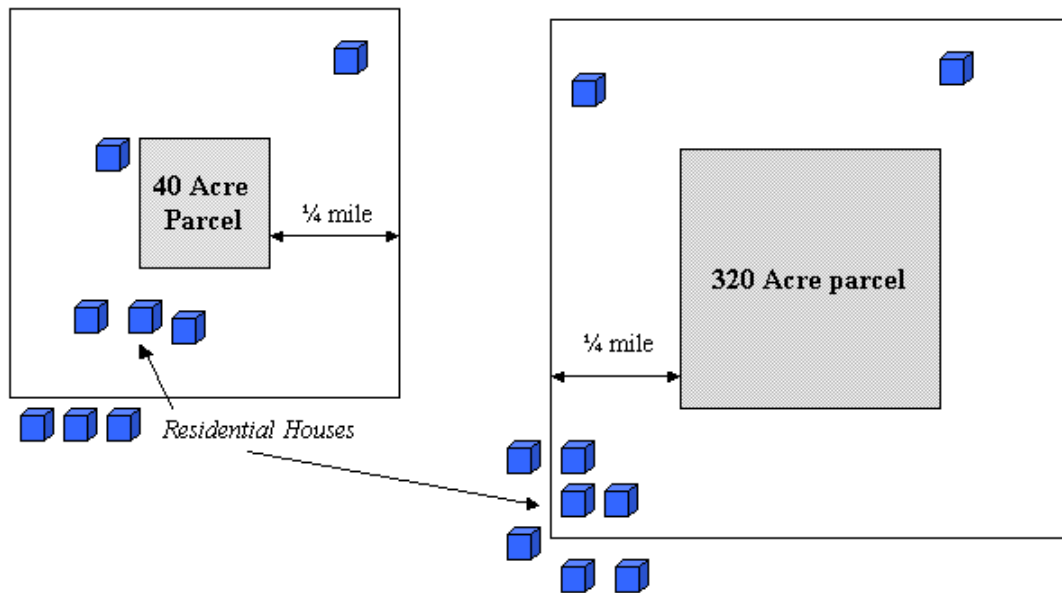 40 Acre
Parcel
¼ mile
320 Acre parcel
¼ mile
Residential Houses